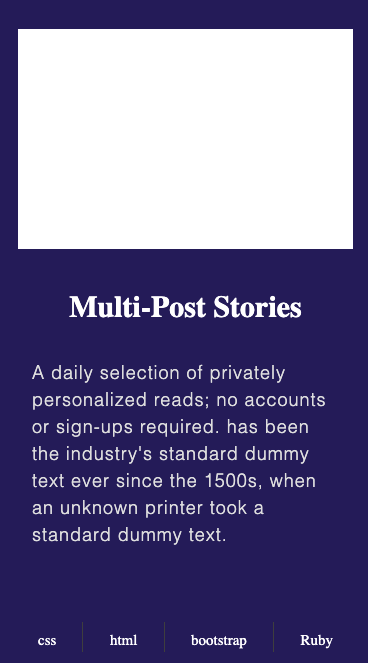 Multi-Post Stories
A daily selection of privately
personalized reads; no accounts
or sign-ups required. has been
the industry's standard dummy
text ever since the 1500s, when
an unknown printer took a
standard dummy text.
css html bootstrap Ruby